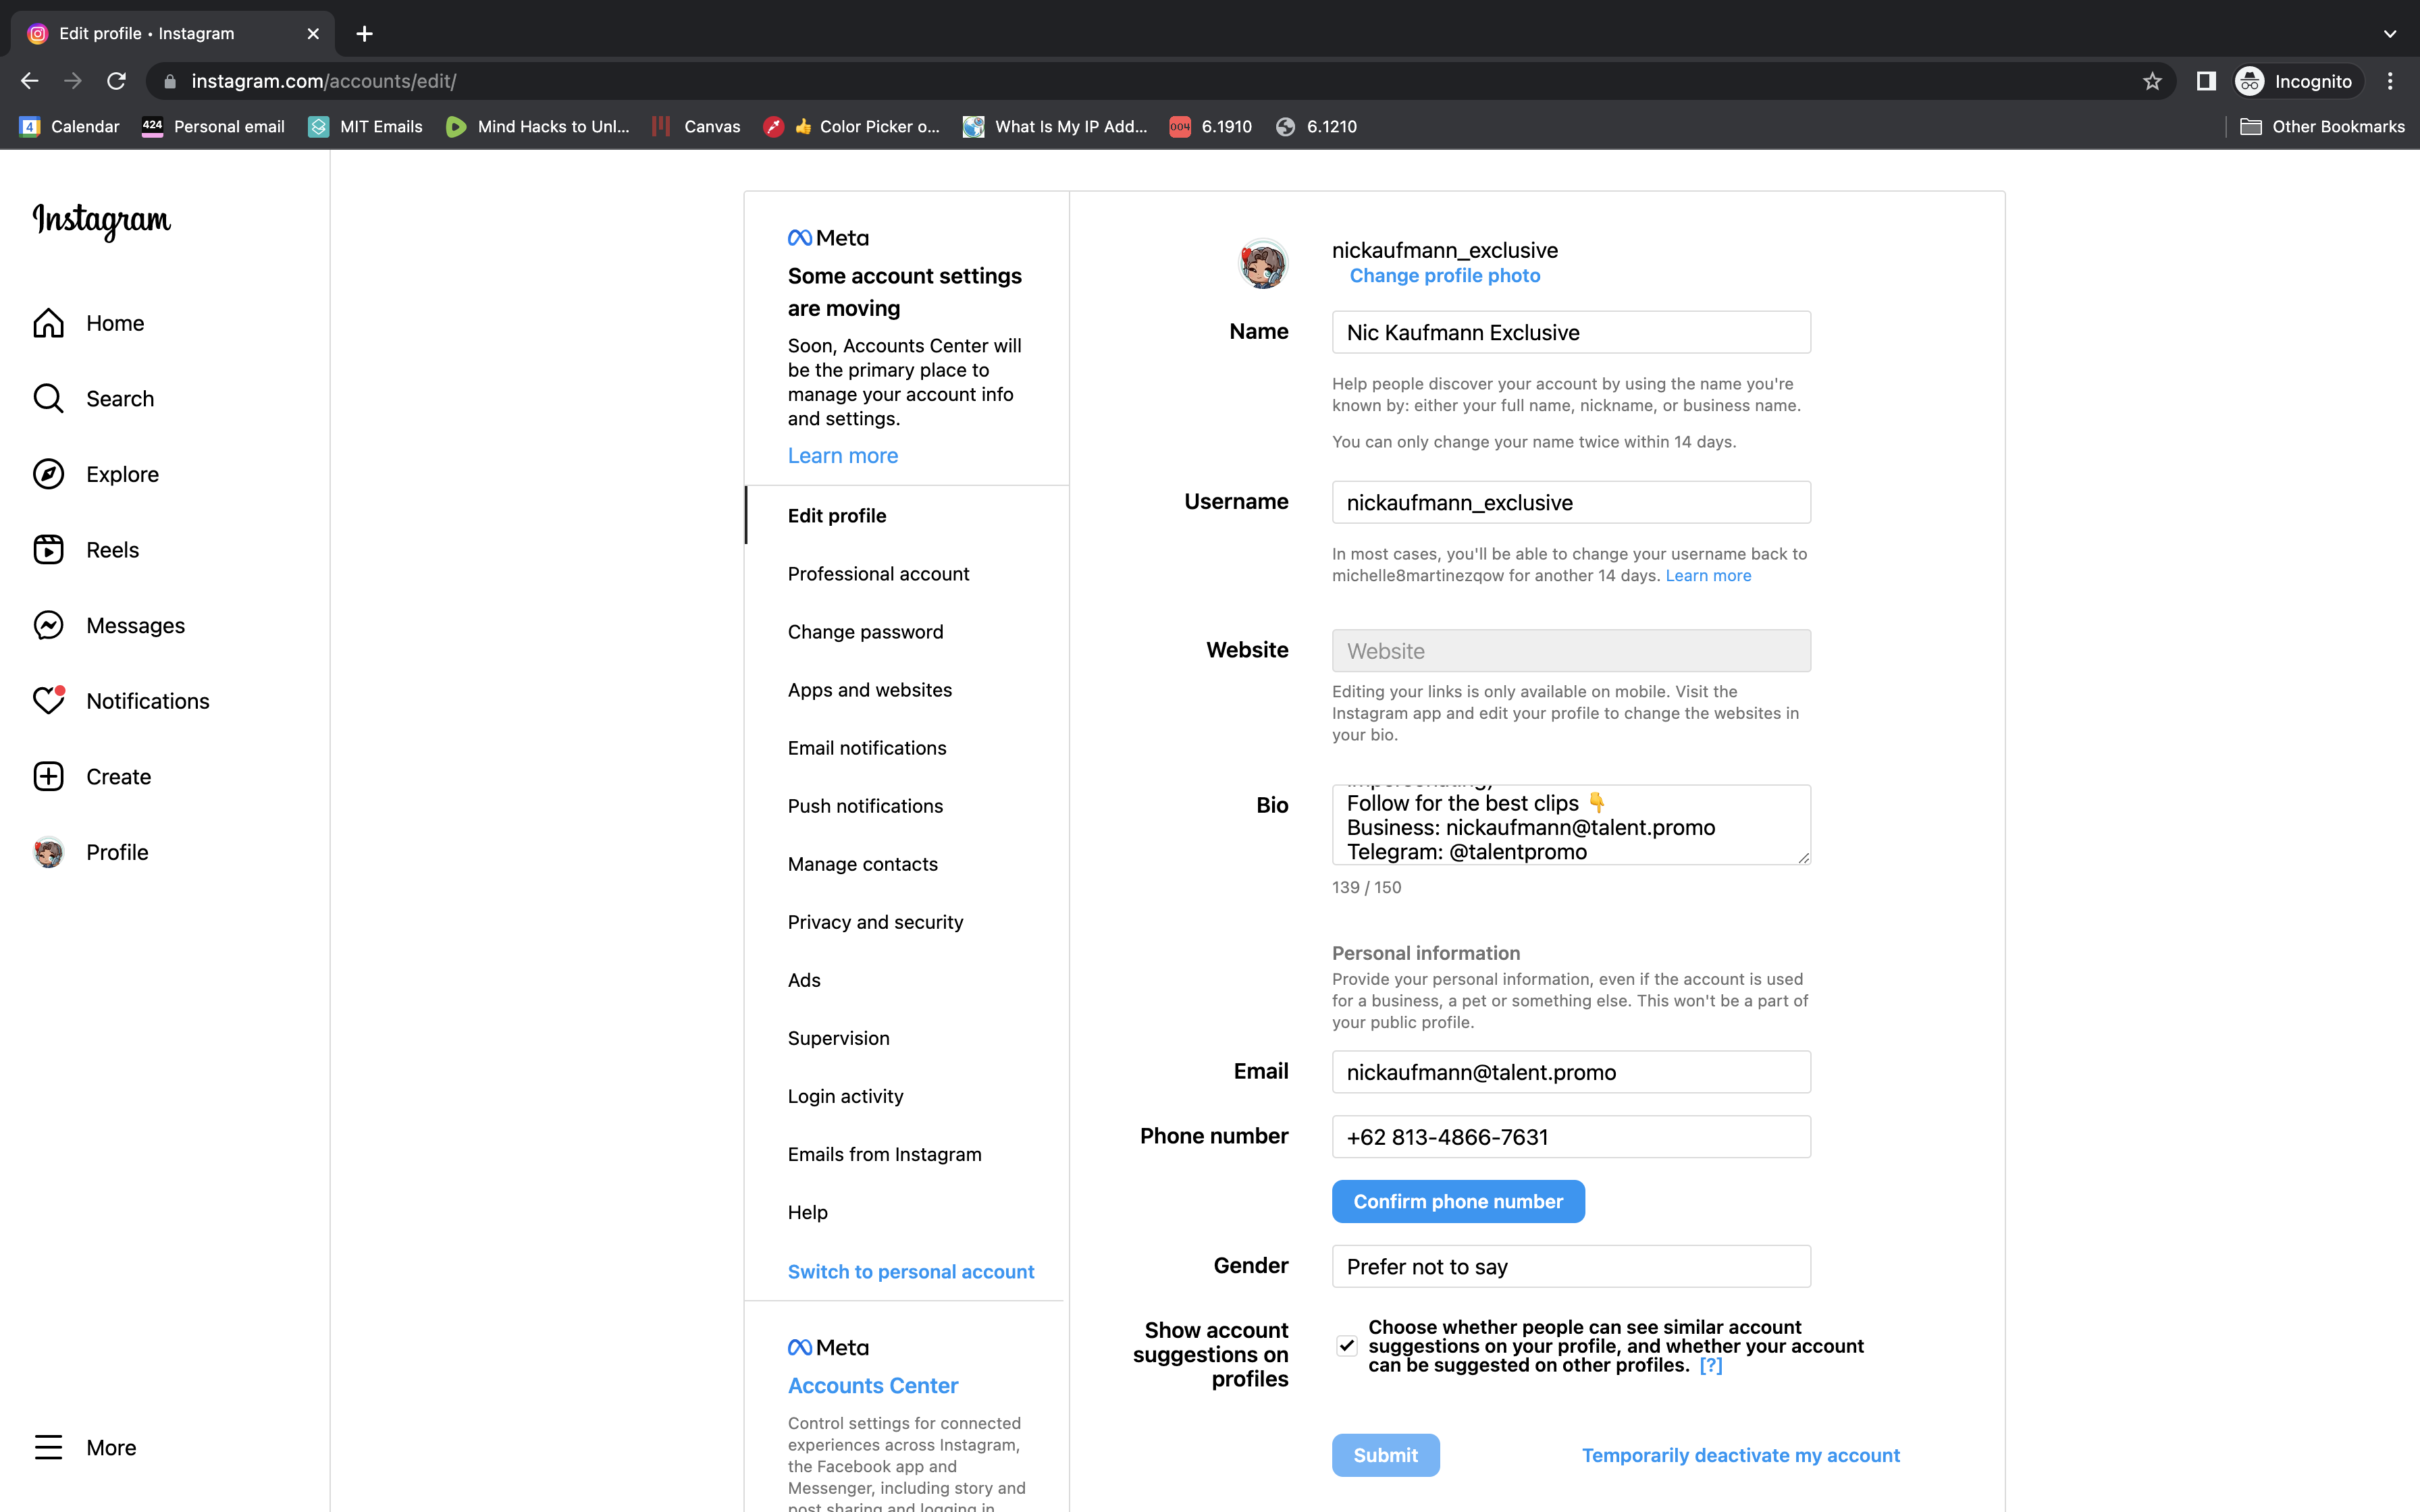 Edit profile • Instagram
instagram.com/accounts/edit/
Incognito
4 Calendar
424 Personal email
MIT Emails
Mind Hacks to Unl...
Canvas
👍 Color Picker o...
What Is My IP Add...
004 6.1910
6.1210
Other Bookmarks
Instagram
Home
Search
Explore
Reels
Messages
Notifications
Create
Profile
More
Meta
Some account settings
are moving
Soon, Accounts Center will
be the primary place to
manage your account info
and settings.
Learn more
Edit profile
Professional account
Change password
Apps and websites
Email notifications
Push notifications
Manage contacts
Privacy and security
Ads
Supervision
Login activity
Emails from Instagram
Help
Switch to personal account
Meta
Accounts Center
Control settings for connected
experiences across Instagram,
the Facebook app and
Messenger, including story and
post sharing and logging in.
nickaufmann_exclusive
Change profile photo
Name
Nic Kaufmann Exclusive
Help people discover your account by using the name you're
known by: either your full name, nickname, or business name.
You can only change your name twice within 14 days.
Username
nickaufmann_exclusive
In most cases, you'll be able to change your username back to
michelle8martinezqow for another 14 days. Learn more
Website
Website
Editing your links is only available on mobile. Visit the
Instagram app and edit your profile to change the websites in
your bio.
Bio
Follow for the best clips 👇
Business: nickaufmann@talent.promo
Telegram: @talentpromo
139 / 150
Personal information
Provide your personal information, even if the account is used
for a business, a pet or something else. This won't be a part of
your public profile.
Email
nickaufmann@talent.promo
Phone number
+62 813-4866-7631
Confirm phone number
Gender
Prefer not to say
Show account
suggestions on
profiles
Choose whether people can see similar account
suggestions on your profile, and whether your account
can be suggested on other profiles. [?]
Submit
Temporarily deactivate my account